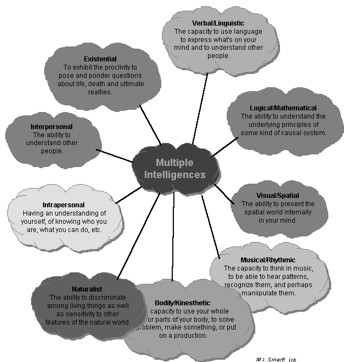 Verbal/Linguistic
The capacity to use language
to express what's on your
mind and to understand other
people.
Existential
To exhibit the proclivity to
pose and ponder questions
about life, death and ultimate
realties.
Logical/Mathematical
The ability to understand the
underlying principles of
some kind of causal system.
Interpersonal
The ability to
understand other
people.
Multiple
Intelligences
Intrapersonal
Having an understanding of
yourself, of knowing who you
are, what you can do, etc.
Visual/Spatial
The ability to present the
spatial world internally
in your mind.
Musical/Rhythmic
The capacity to think in music,
to be able to hear patterns,
recognize them, and perhaps
manipulate them.
Naturalist
The ability to discriminate
among living things as well
as sensitivity to other
features of the natural world.
Bodily/Kinesthetic
capacity to use your whole
or parts of your body, to solve
problem, make something, or put
on a production.